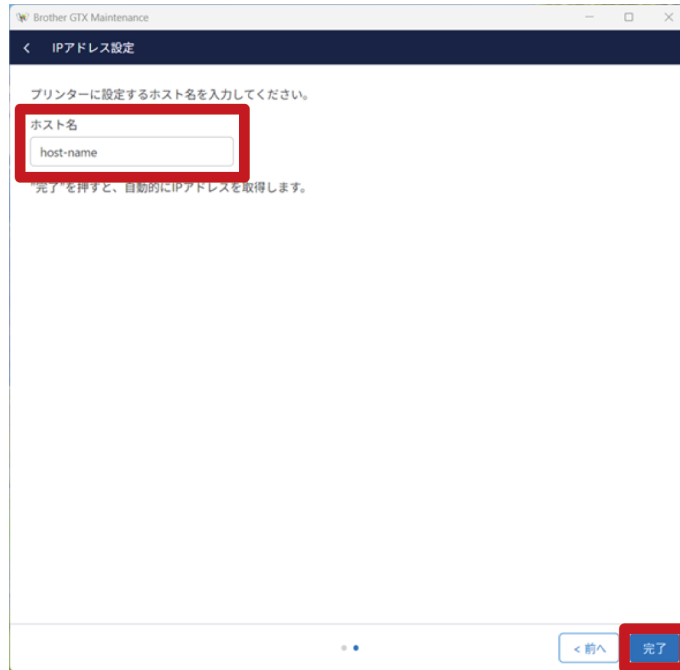 Brother GTX Maintenance
IPアドレス設定
プリンターに設定するホスト名を入力してください。
ホスト名
host-name
"完了"を押すと、自動的にIPアドレスを取得します。
< 前へ
完了